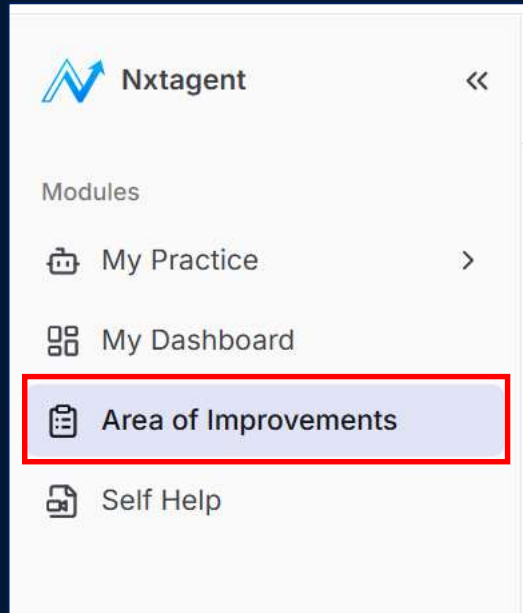 Nxtagent
Modules
My Practice
My Dashboard
Area of Improvements
Self Help